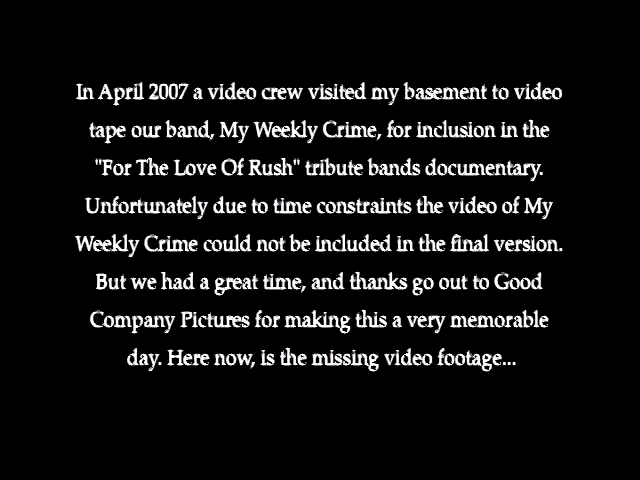 In April 2007 a video crew visited my basement to video
tape our band, My Weekly Crime, for inclusion in the
"For The Love Of Rush" tribute bands documentary.
Unfortunately due to time constraints the video of My
Weekly Crime could not be included in the final version.
But we had a great time, and thanks go out to Good
Company Pictures for making this a very memorable
day. Here now, is the missing video footage...